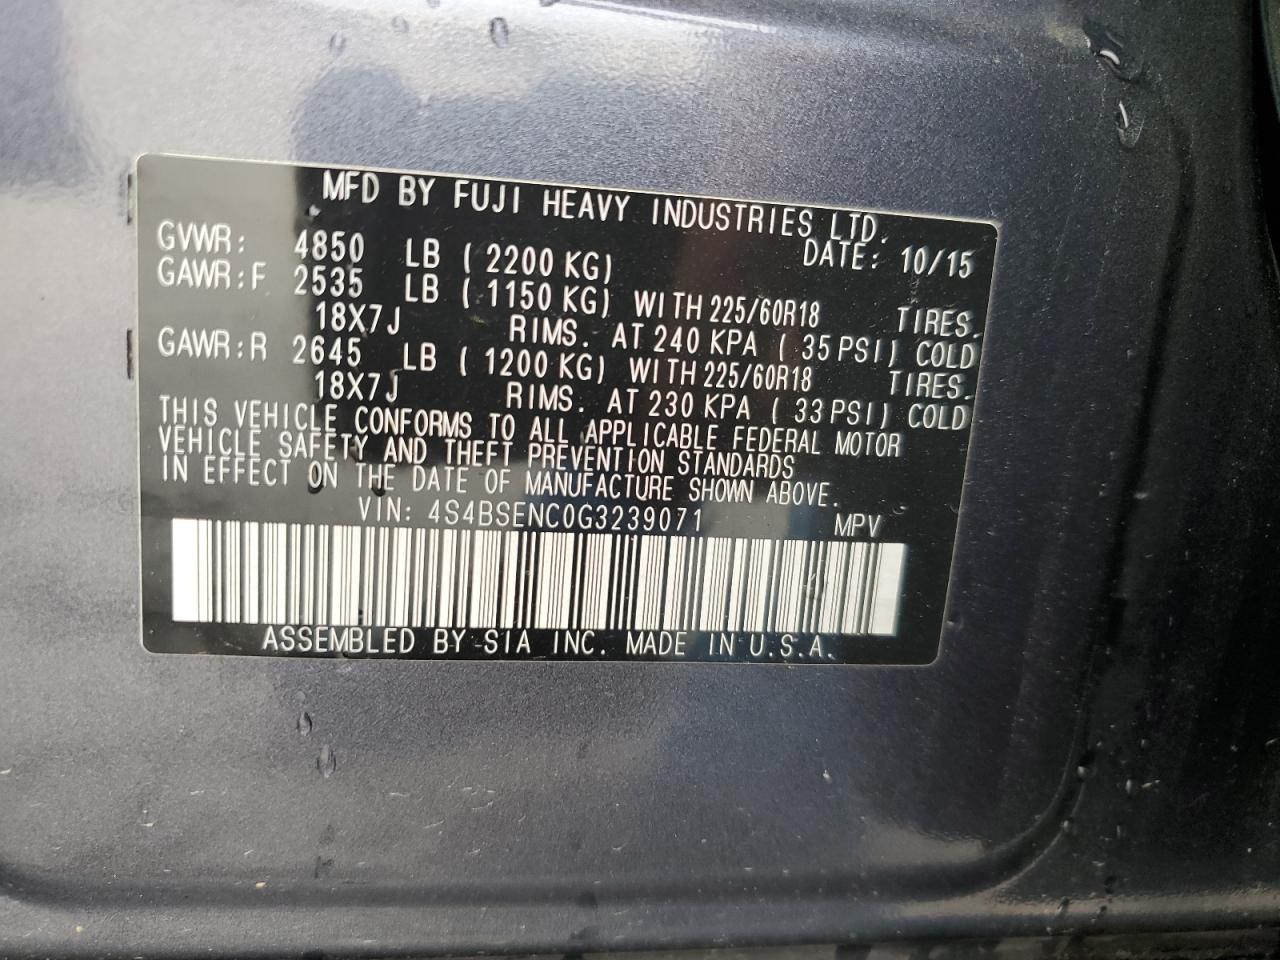 MFD BY FUJI HEAVY INDUSTRIES LTD.
DATE: 10/15
GVWR: 4850 LB ( 2200 KG)
GAWR:F 2535 LB ( 1150 KG) WITH 225/60R18 TIRES.
18X7J RIMS. AT 240 KPA ( 35 PSI) COLD
GAWR:R 2645 LB ( 1200 KG) WITH 225/60R18 TIRES.
18X7J RIMS. AT 230 KPA ( 33 PSI) COLD
THIS VEHICLE CONFORMS TO ALL APPLICABLE FEDERAL MOTOR
VEHICLE SAFETY AND THEFT PREVENTION STANDARDS
IN EFFECT ON THE DATE OF MANUFACTURE SHOWN ABOVE.
VIN: 4S4BSENC0G3239071 MPV
ASSEMBLED BY SIA INC. MADE IN U.S.A.